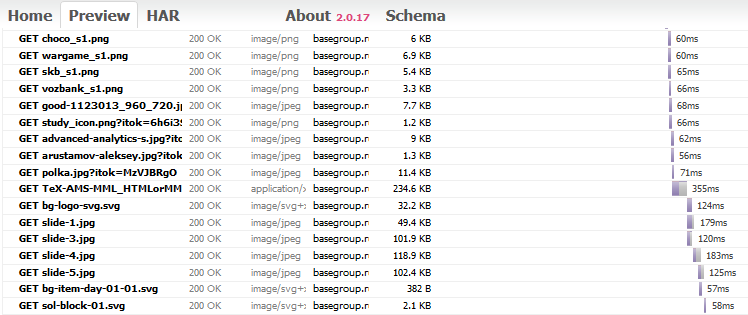 Home Preview HAR About 2.0.17 Schema
GET choco_s1.png 200 OK image/png basegroup.r 6 KB 60ms
GET wargame_s1.png 200 OK image/png basegroup.r 6.9 KB 60ms
GET skb_s1.png 200 OK image/png basegroup.r 5.4 KB 65ms
GET vozbank_s1.png 200 OK image/png basegroup.r 3.3 KB 66ms
GET good-1123013_960_720.jp 200 OK image/jpeg basegroup.r 7.7 KB 68ms
GET study_icon.png?itok=6h6i3S 200 OK image/png basegroup.r 1.2 KB 66ms
GET advanced-analytics-s.jpg?ito 200 OK image/jpeg basegroup.r 9 KB 62ms
GET arustamov-aleksey.jpg?itok= 200 OK image/jpeg basegroup.r 1.3 KB 56ms
GET polka.jpg?itok=MzVJBRgO 200 OK image/jpeg basegroup.r 11.4 KB 71ms
GET TeX-AMS-MML_HTMLorMM 200 OK application/x basegroup.r 234.6 KB 355ms
GET bg-logo-svg.svg 200 OK image/svg+x basegroup.r 32.2 KB 124ms
GET slide-1.jpg 200 OK image/jpeg basegroup.r 49.4 KB 179ms
GET slide-3.jpg 200 OK image/jpeg basegroup.r 101.9 KB 120ms
GET slide-4.jpg 200 OK image/jpeg basegroup.r 118.9 KB 183ms
GET slide-5.jpg 200 OK image/jpeg basegroup.r 102.4 KB 125ms
GET bg-item-day-01-01.svg 200 OK image/svg+x basegroup.r 382 B 57ms
GET sol-block-01.svg 200 OK image/svg+x basegroup.r 2.1 KB 58ms